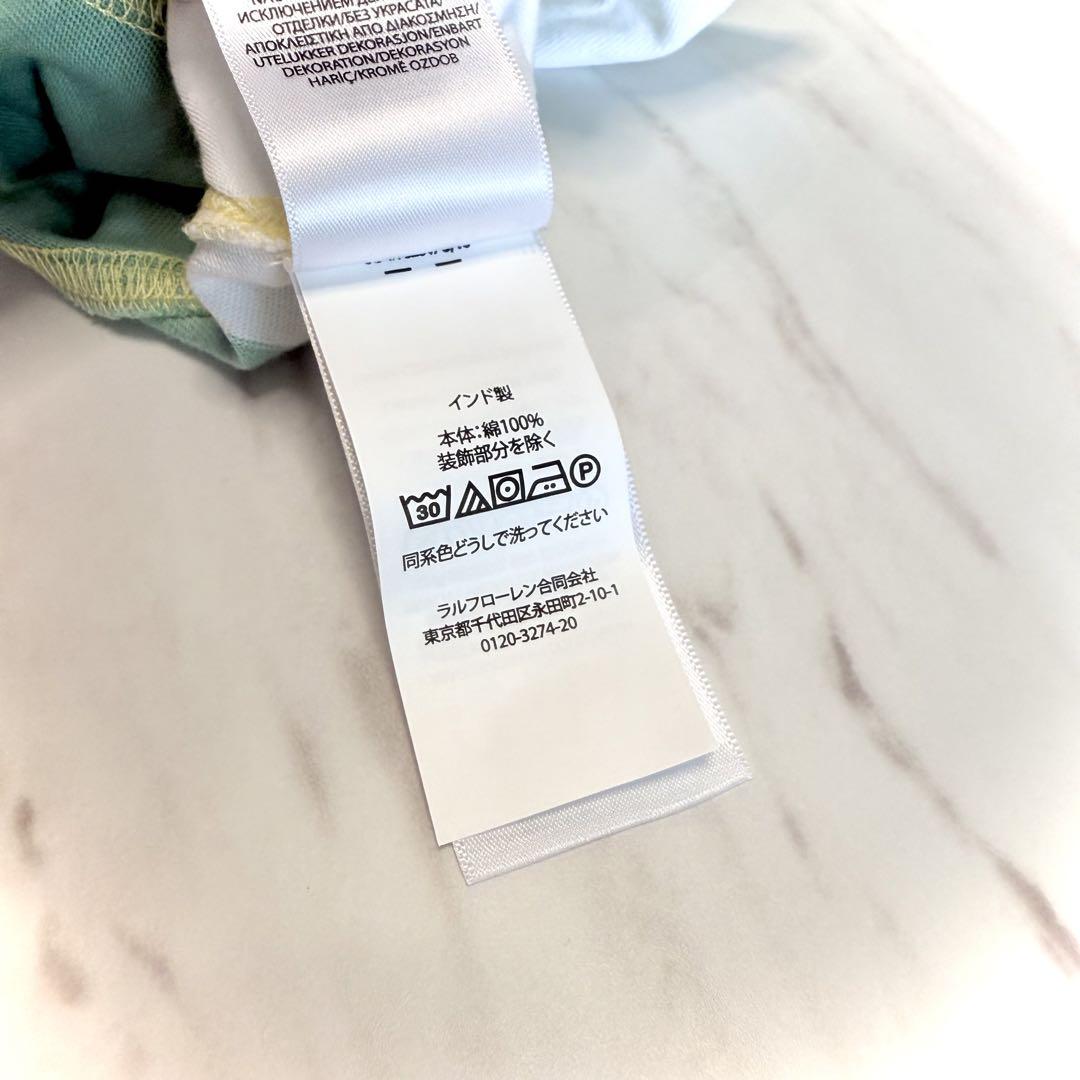 ИСКЛЮЧЕНИЕМ
ОТДЕЛКИ/БЕЗ УКРАСАТА/
ΑΠΟΚΛΕΙΣΤΙΚΗ ΑΠΟ ΔΙΑΚΟΣΜΗΣΗ/
UTELUKKER DEKORASJON/ENBART
DEKORATION/DEKORASYON
HARİÇ/KROMĚ OZDOB
インド製
本体:綿100%
装飾部分を除く
30 P
同系色どうしで洗ってください
ラルフローレン合同会社
東京都千代田区永田町2-10-1
0120-3274-20